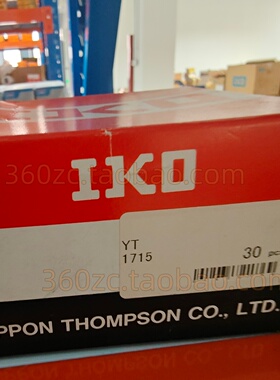 IKO
360zc.taobao.com
YT
1715
30 pc
360zc.taobao.com
PPON THOMPSON CO., LTD.